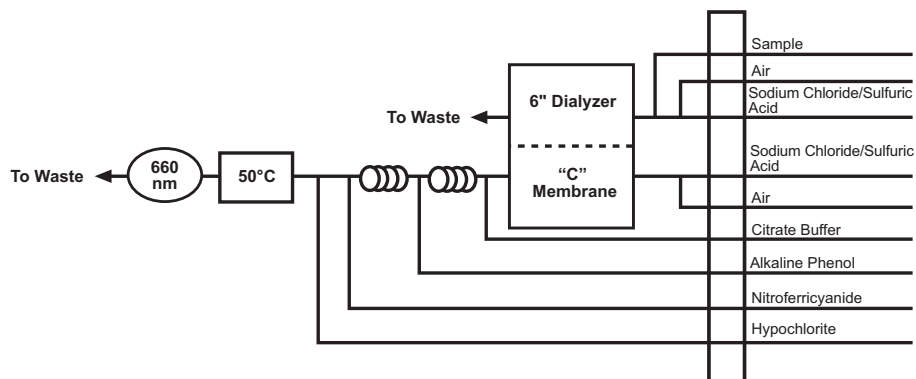 Sample
Air
Sodium Chloride/Sulfuric
Acid
6" Dialyzer
To Waste
Sodium Chloride/Sulfuric
Acid
"C"
Membrane
660
nm
50°C
To Waste
Air
Citrate Buffer
Alkaline Phenol
Nitroferricyanide
Hypochlorite